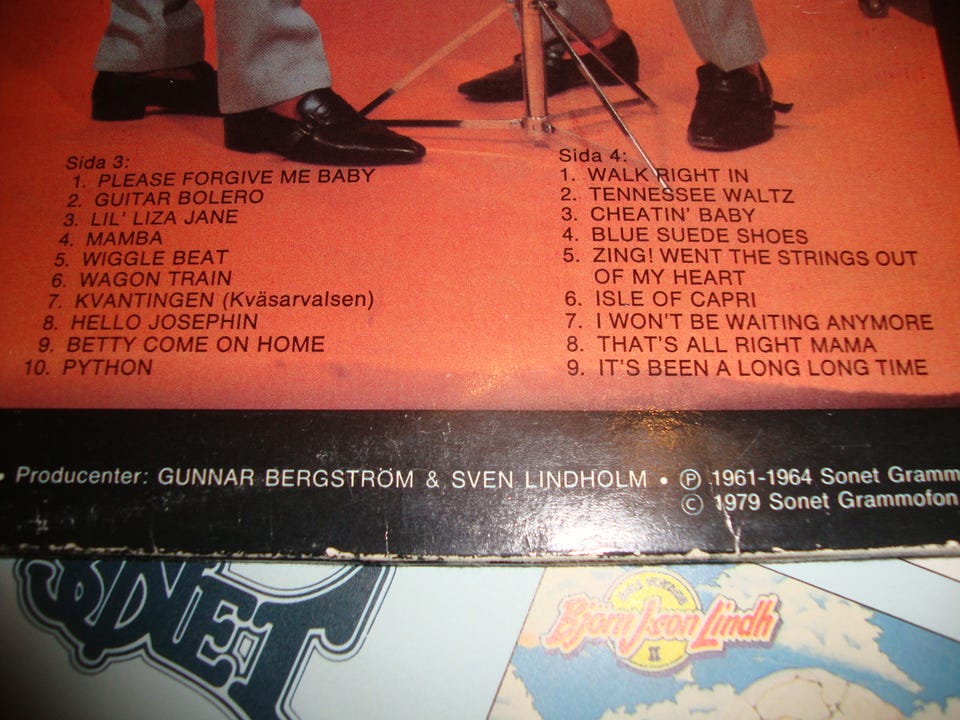 Sida 3:
1. PLEASE FORGIVE ME BABY
2. GUITAR BOLERO
3. LIL' LIZA JANE
4. MAMBA
5. WIGGLE BEAT
6. WAGON TRAIN
7. KVANTINGEN (Kväsarvalsen)
8. HELLO JOSEPHIN
9. BETTY COME ON HOME
10. PYTHON
Sida 4:
1. WALK RIGHT IN
2. TENNESSEE WALTZ
3. CHEATIN' BABY
4. BLUE SUEDE SHOES
5. ZING! WENT THE STRINGS OUT
OF MY HEART
6. ISLE OF CAPRI
7. I WON'T BE WAITING ANYMORE
8. THAT'S ALL RIGHT MAMA
9. IT'S BEEN A LONG LONG TIME
• Producenter: GUNNAR BERGSTRÖM & SVEN LINDHOLM • ℗ 1961-1964 Sonet Gramm
© 1979 Sonet Grammofon
SONET
Björn J:son Lindh
II